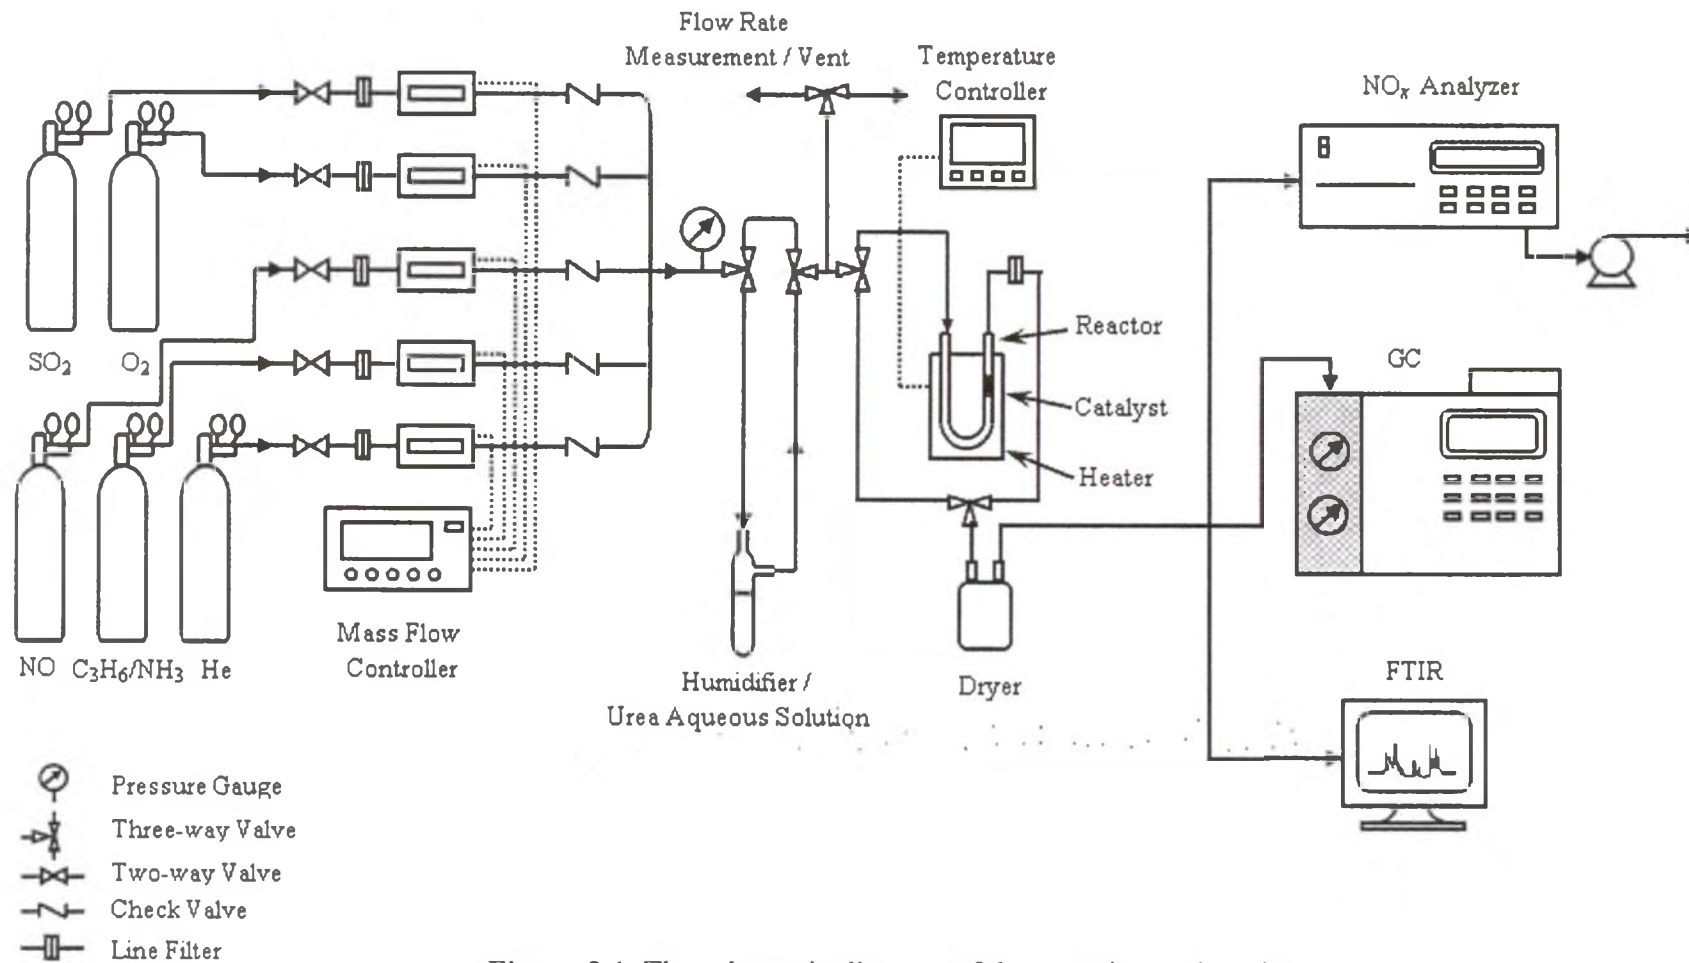 Flow Rate
Measurement / Vent
Temperature
Controller
NOx Analyzer
SO2
O2
Reactor
GC
Catalyst
Heater
NO
C3H6/NH3
He
Mass Flow
Controller
Humidifier /
Urea Aqueous Solution
Dryer
FTIR
Pressure Gauge
Three-way Valve
Two-way Valve
Check Valve
Line Filter